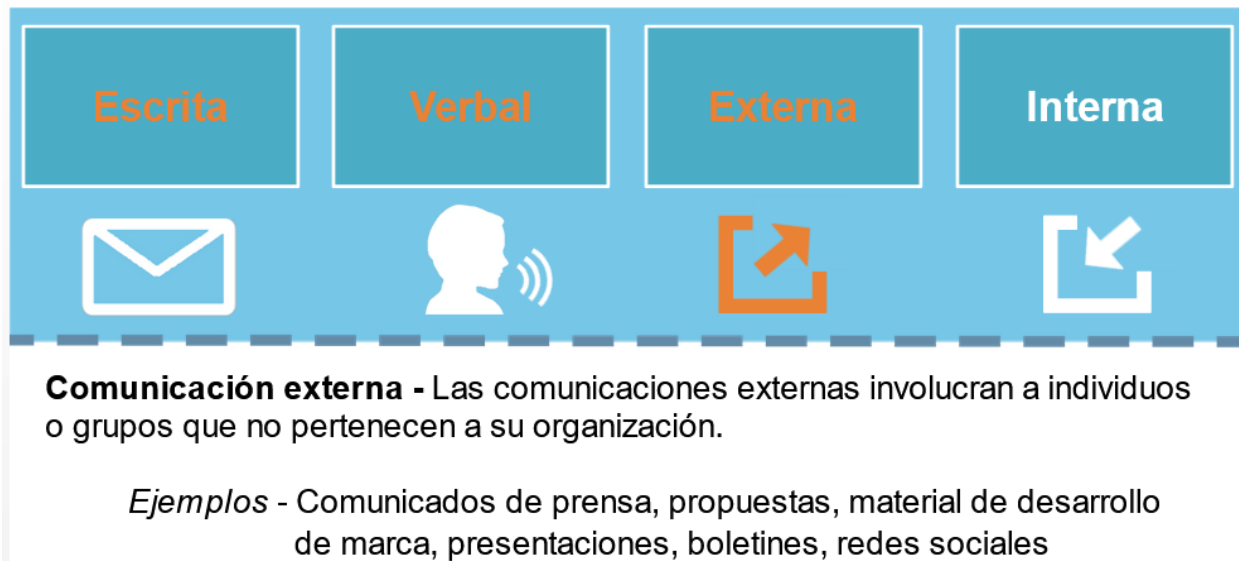 Escrita Verbal Externa Interna
Comunicación externa - Las comunicaciones externas involucran a individuos
o grupos que no pertenecen a su organización.
Ejemplos - Comunicados de prensa, propuestas, material de desarrollo
de marca, presentaciones, boletines, redes sociales